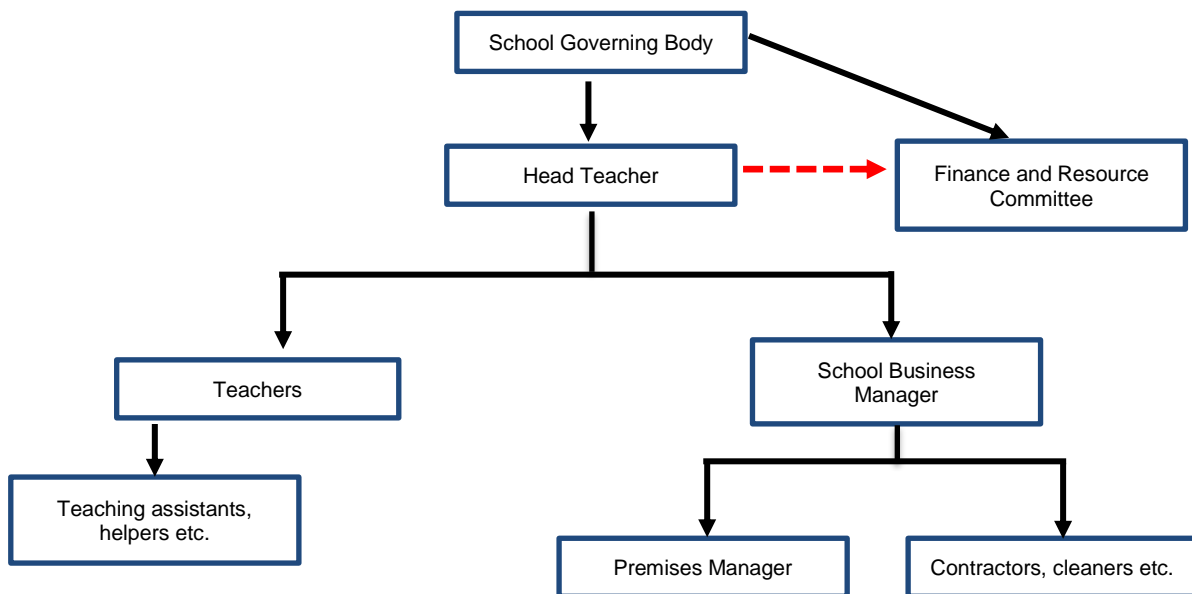 School Governing Body
Head Teacher
Finance and Resource
Committee
Teachers
School Business
Manager
Teaching assistants,
helpers etc.
Premises Manager
Contractors, cleaners etc.